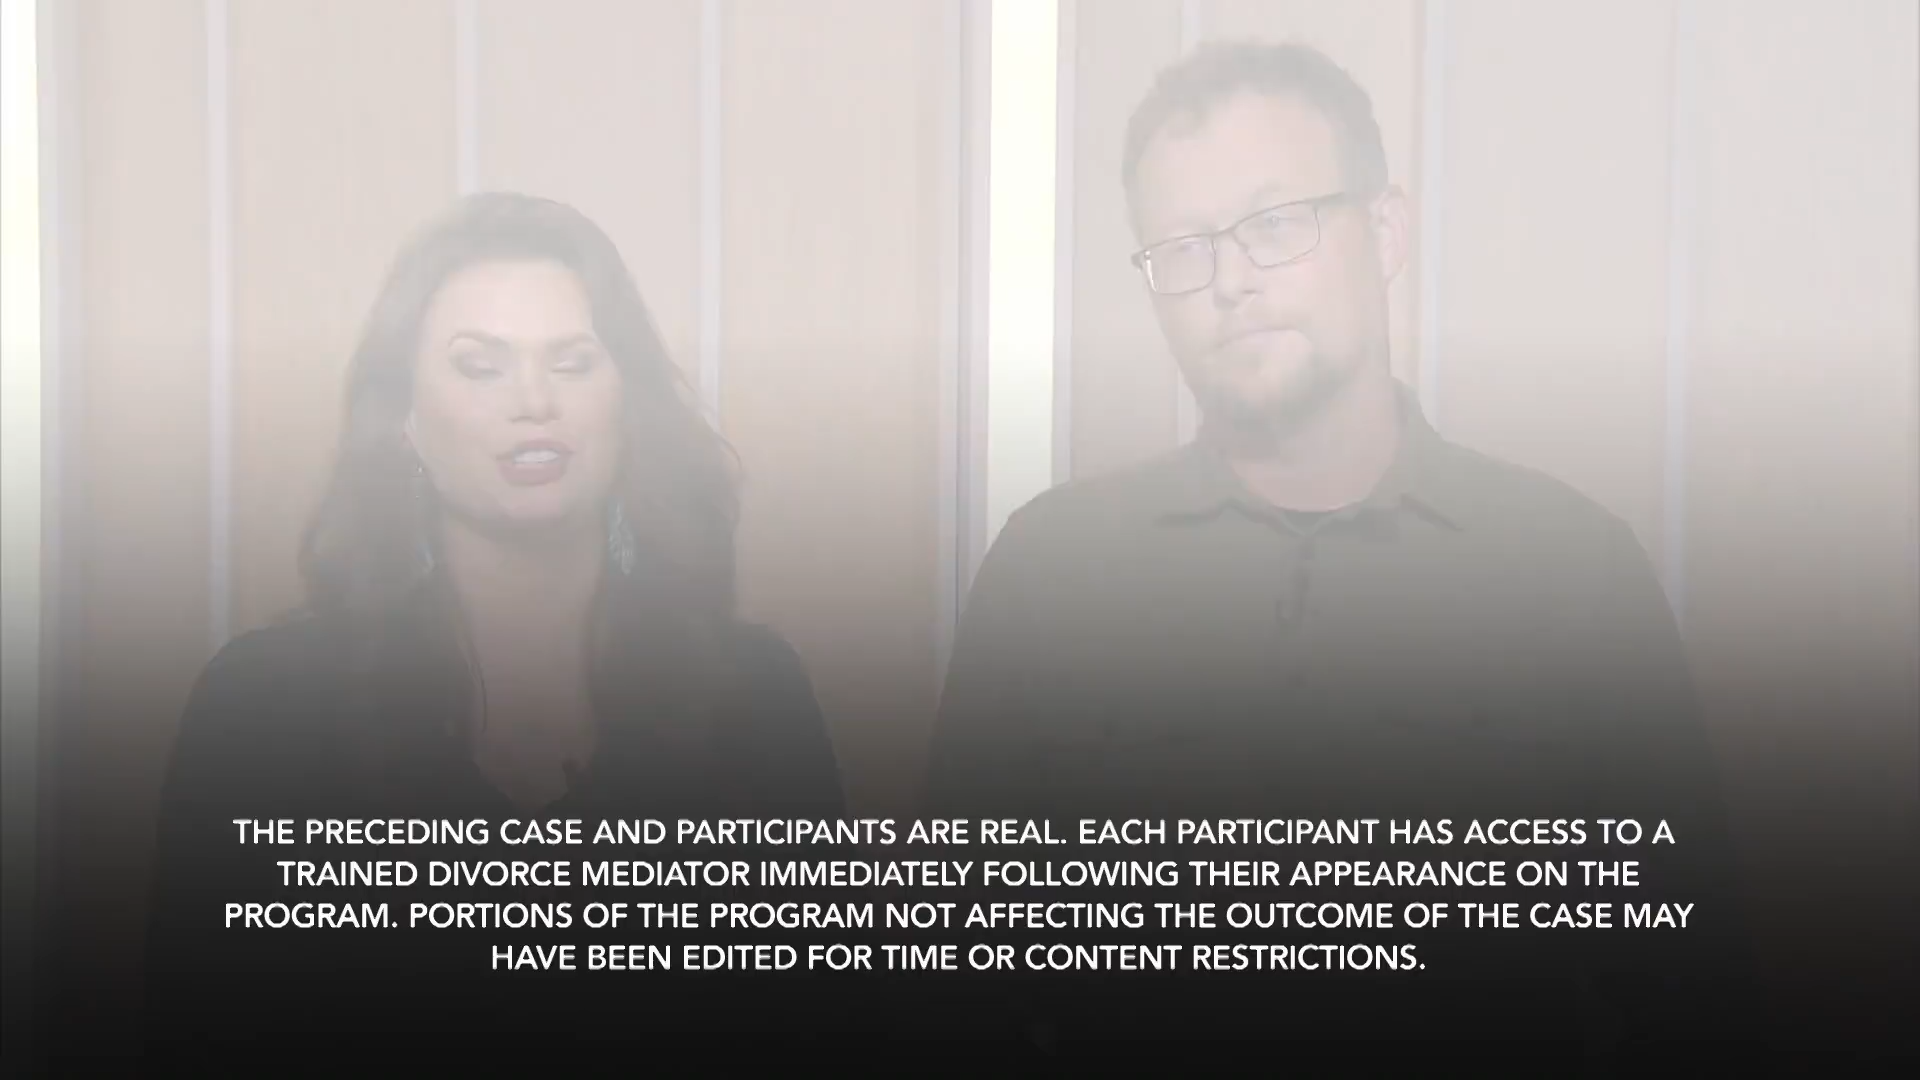 THE PRECEDING CASE AND PARTICIPANTS ARE REAL. EACH PARTICIPANT HAS ACCESS TO A
TRAINED DIVORCE MEDIATOR IMMEDIATELY FOLLOWING THEIR APPEARANCE ON THE
PROGRAM. PORTIONS OF THE PROGRAM NOT AFFECTING THE OUTCOME OF THE CASE MAY
HAVE BEEN EDITED FOR TIME OR CONTENT RESTRICTIONS.